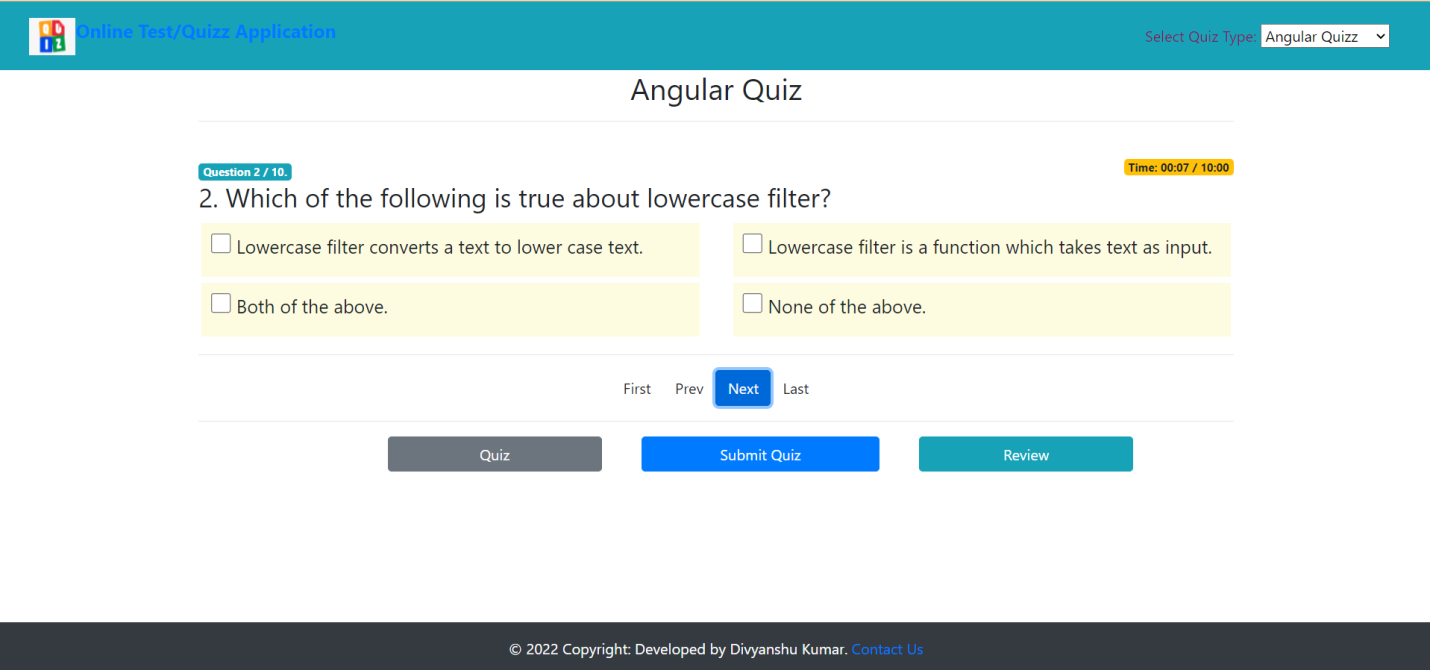 QUIZ
Online Test/Quizz Application
Select Quiz Type: Angular Quizz
Angular Quiz
Question 2 / 10.
Time: 00:07 / 10:00
2. Which of the following is true about lowercase filter?
Lowercase filter converts a text to lower case text.
Lowercase filter is a function which takes text as input.
Both of the above.
None of the above.
First Prev Next Last
Quiz Submit Quiz Review
© 2022 Copyright: Developed by Divyanshu Kumar. Contact Us